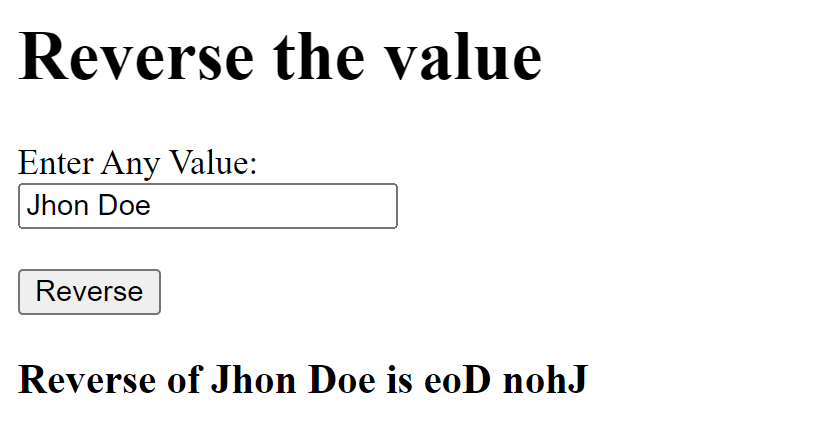 Reverse the value
Enter Any Value:
Jhon Doe
Reverse
Reverse of Jhon Doe is eoD nohJ